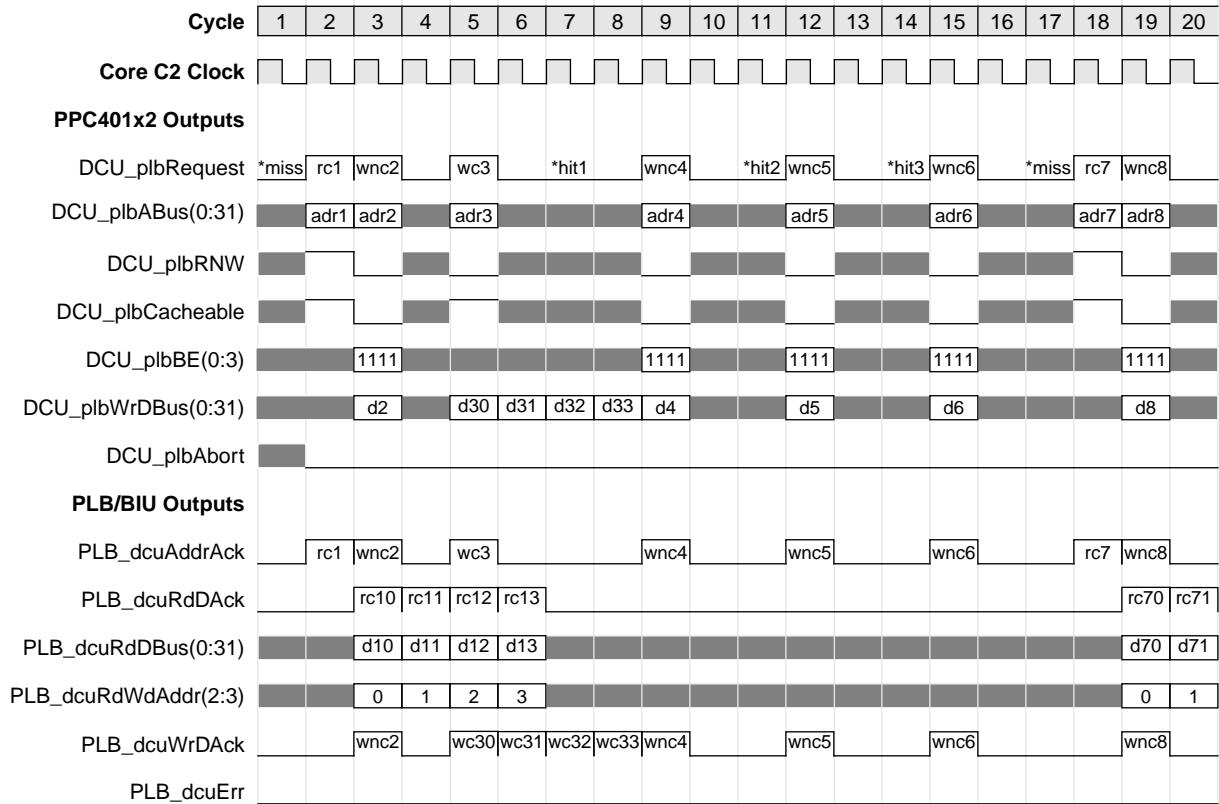 Cycle 1 2 3 4 5 6 7 8 9 10 11 12 13 14 15 16 17 18 19 20
Core C2 Clock
PPC401x2 Outputs
DCU_plbRequest *miss rc1 wnc2 wc3 *hit1 wnc4 *hit2 wnc5 *hit3 wnc6 *miss rc7 wnc8
DCU_plbABus(0:31) adr1 adr2 adr3 adr4 adr5 adr6 adr7 adr8
DCU_plbRNW
DCU_plbCacheable
DCU_plbBE(0:3) 1111 1111 1111 1111 1111
DCU_plbWrDBus(0:31) d2 d30 d31 d32 d33 d4 d5 d6 d8
DCU_plbAbort
PLB/BIU Outputs
PLB_dcuAddrAck rc1 wnc2 wc3 wnc4 wnc5 wnc6 rc7 wnc8
PLB_dcuRdDAck rc10 rc11 rc12 rc13 rc70 rc71
PLB_dcuRdDBus(0:31) d10 d11 d12 d13 d70 d71
PLB_dcuRdWdAddr(2:3) 0 1 2 3 0 1
PLB_dcuWrDAck wnc2 wc30 wc31 wc32 wc33 wnc4 wnc5 wnc6 wnc8
PLB_dcuErr